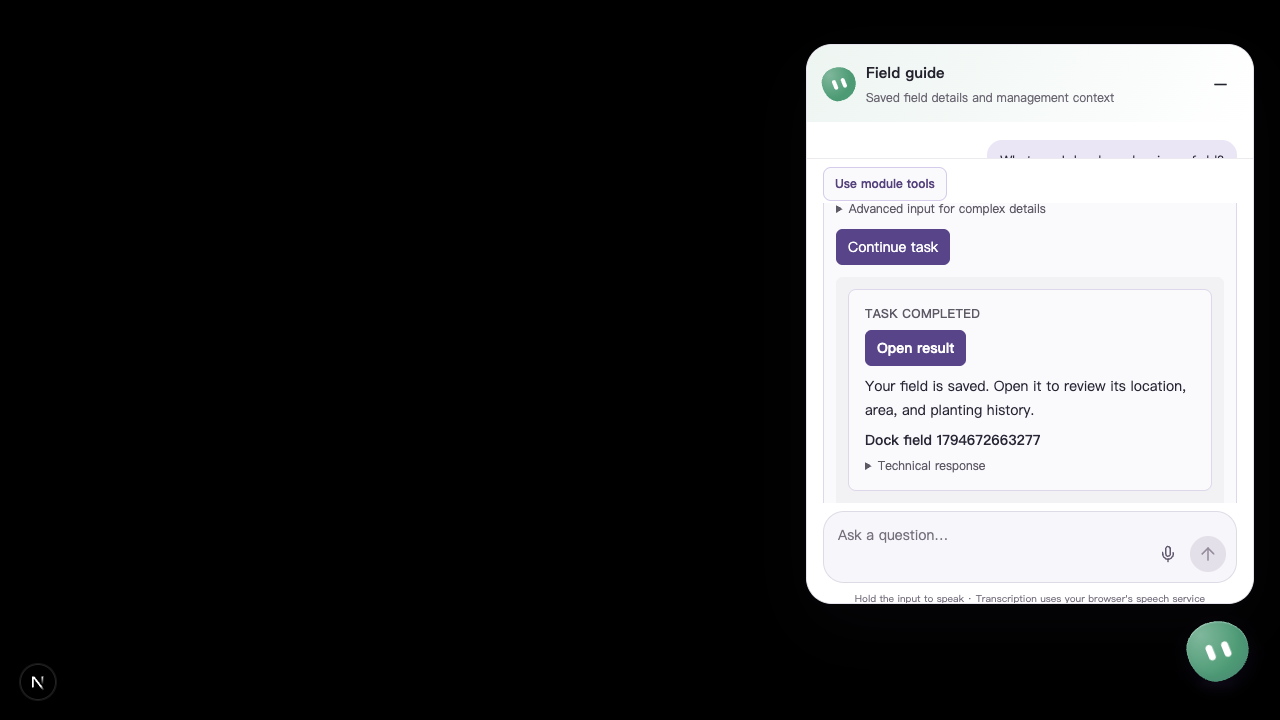 Field guide
Saved field details and management context
Use module tools
Advanced input for complex details
Continue task
TASK COMPLETED
Open result
Your field is saved. Open it to review its location,
area, and planting history.
Dock field 1794672663277
Technical response
Ask a question...
Hold the input to speak · Transcription uses your browser's speech service
N